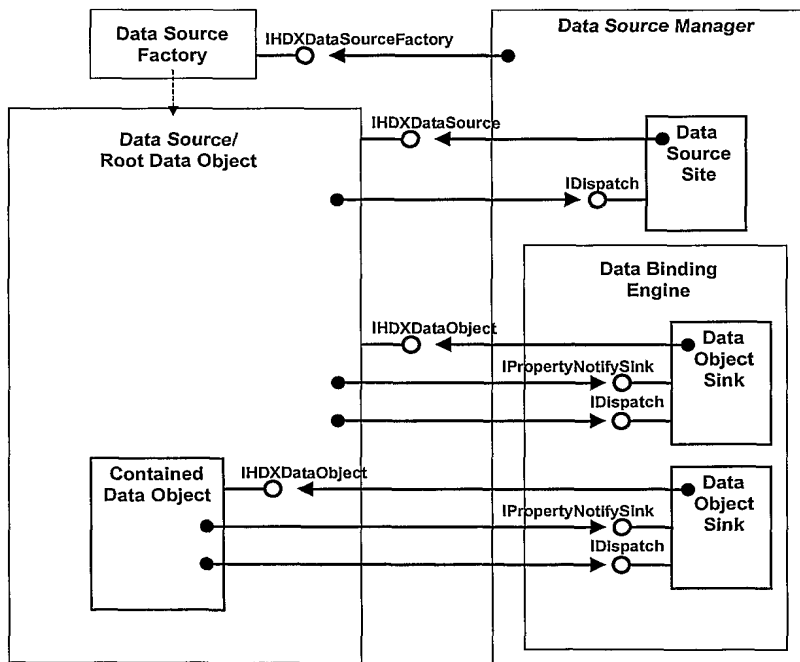 Data Source
Factory
IHDXDataSourceFactory
Data Source Manager
Data Source/
Root Data Object
IHDXDataSource
Data
Source
Site
IDispatch
Data Binding
Engine
IHDXDataObject
Data
Object
Sink
IPropertyNotifySink
IDispatch
Contained
Data Object
IHDXDataObject
Data
Object
Sink
IPropertyNotifySink
IDispatch